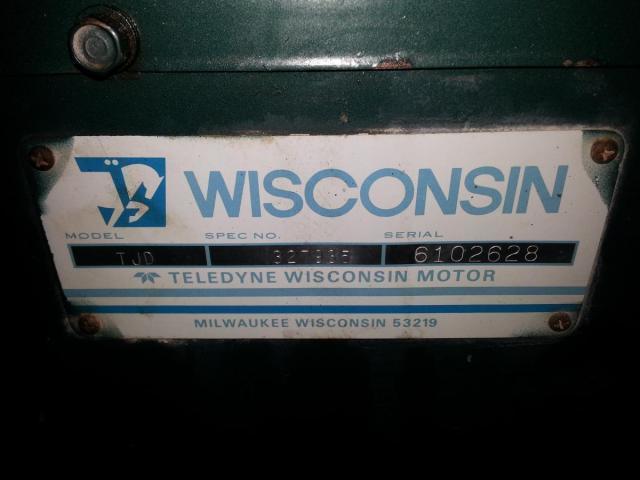 WISCONSIN
MODEL SPEC NO. SERIAL
TJD 6102628
TELEDYNE WISCONSIN MOTOR
MILWAUKEE WISCONSIN 53219